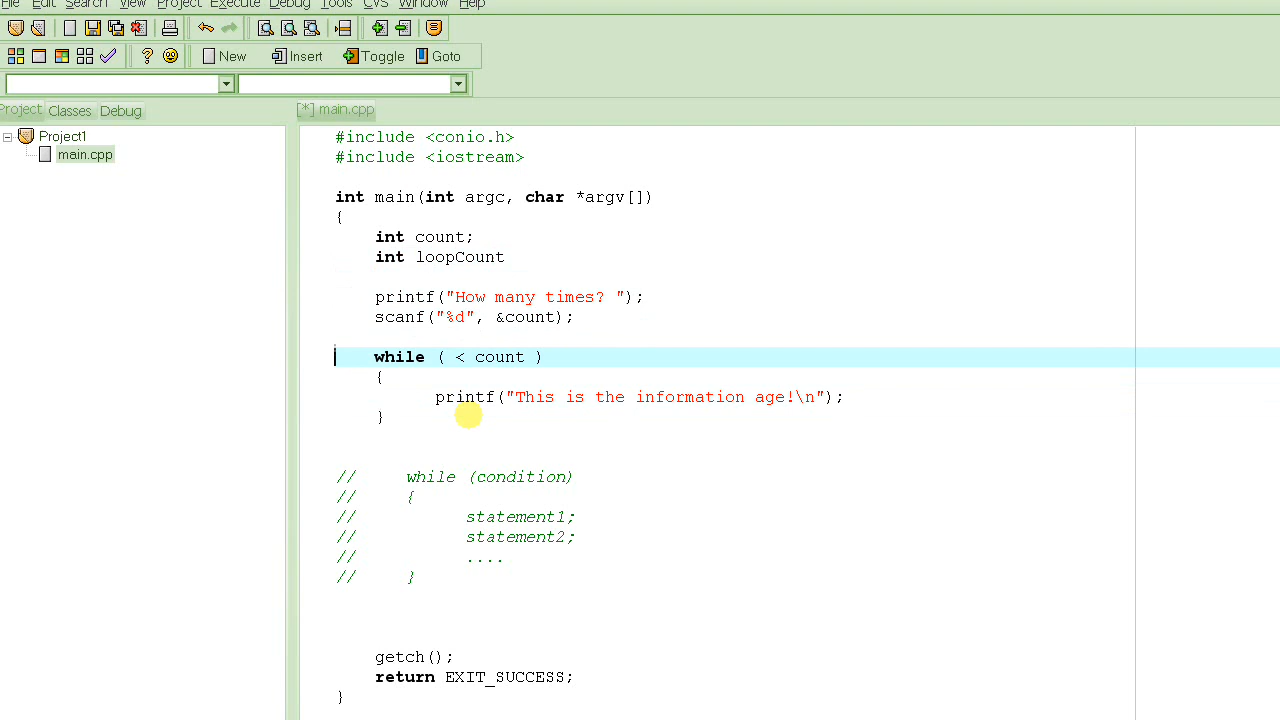 File Edit Search View Project Execute Debug Tools CVS Window Help
New Insert Toggle Goto
Project Classes Debug [*] main.cpp
Project1
main.cpp
#include <conio.h>
#include <iostream>
int main(int argc, char *argv[])
{
int count;
int loopCount
printf("How many times? ");
scanf("%d", &count);
while ( < count )
{
printf("This is the information age!\n");
}
// while (condition)
// {
// statement1;
// statement2;
// ....
// }
getch();
return EXIT_SUCCESS;
}